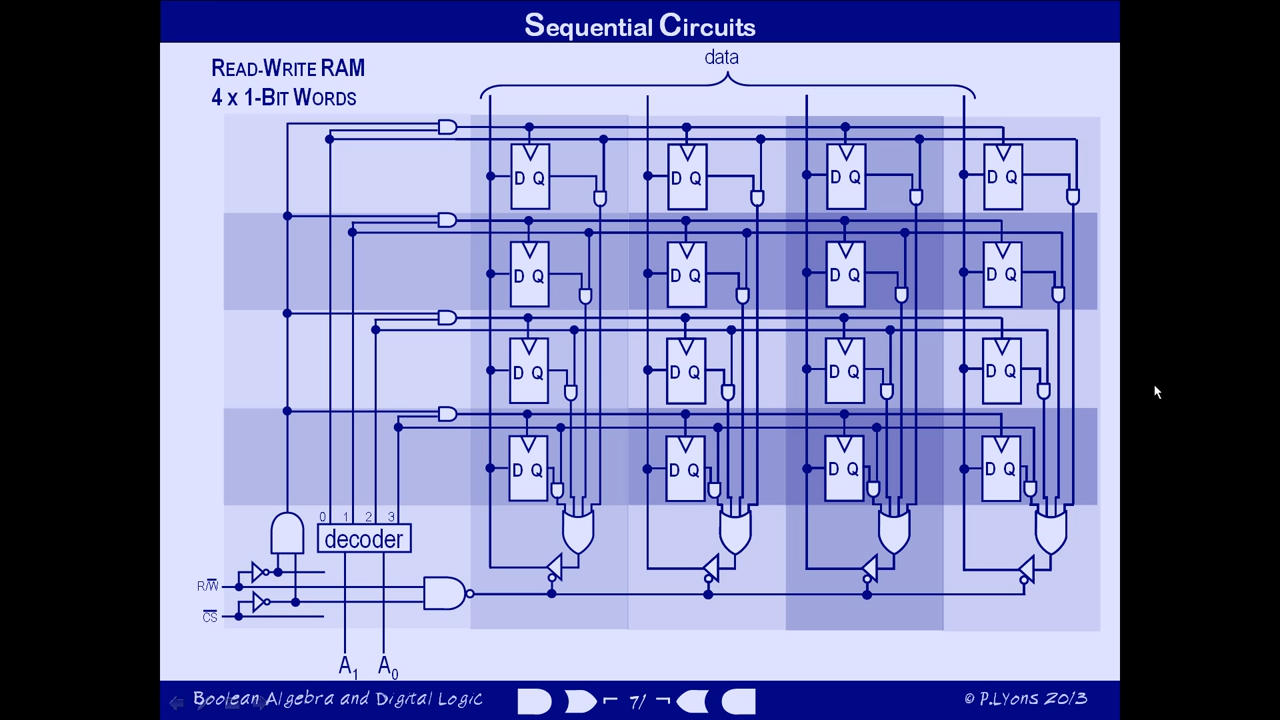 Sequential Circuits
READ-WRITE RAM
4 x 1-BIT WORDS
data
D Q D Q D Q D Q
D Q D Q D Q D Q
D Q D Q D Q D Q
D Q D Q D Q D Q
0 1 2 3
decoder
R/W̅
C̅S̅
A₁ A₀
Boolean Algebra and Digital Logic
71
© P.LYons 2013